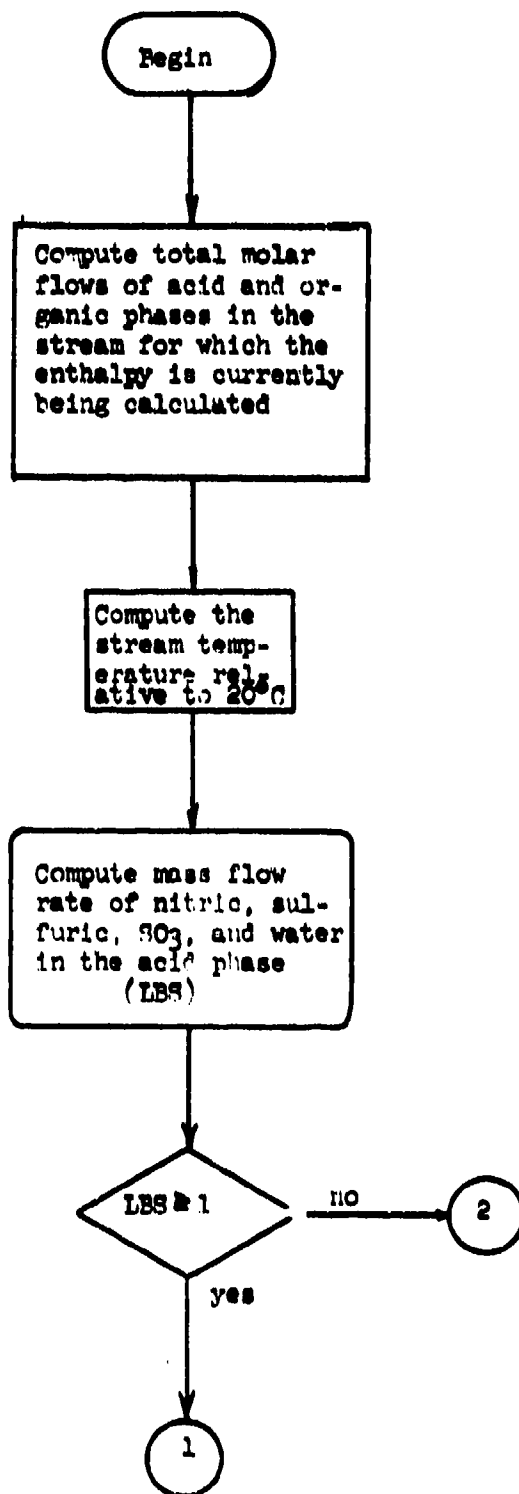 Begin
Compute total molar
flows of acid and or-
ganic phases in the
stream for which the
enthalpy is currently
being calculated
Compute the
stream temp-
erature rel-
ative to 20°C
Compute mass flow
rate of nitric, sul-
furic, SO3, and water
in the acid phase
(LBS)
LBS ≥ 1
no
2
yes
1